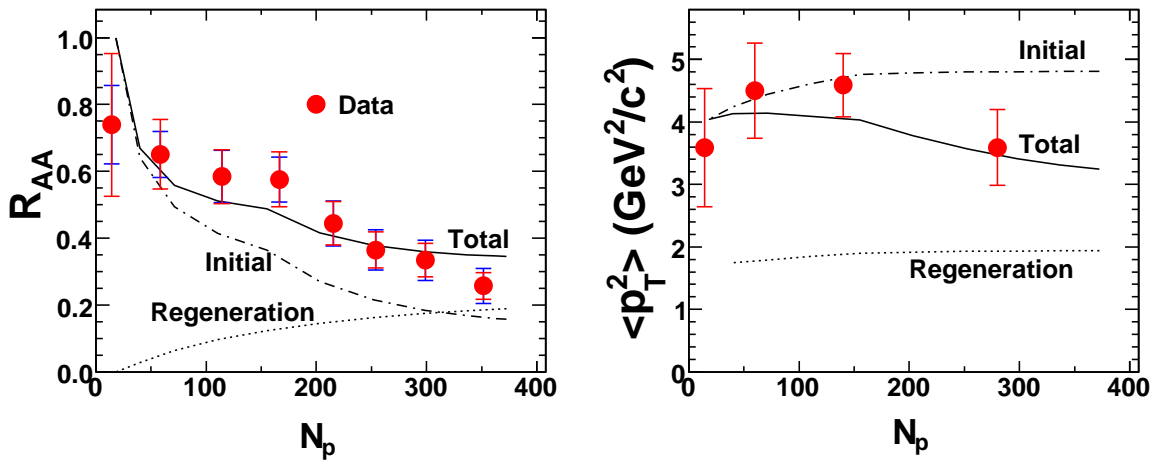 R_AA
1.0
0.8
0.6
0.4
0.2
0.0
Data
Total
Initial
Regeneration
0 100 200 300 400
N_p
<p_T^2> (GeV^2/c^2)
5
4
3
2
1
0
Initial
Total
Regeneration
0 100 200 300 400
N_p